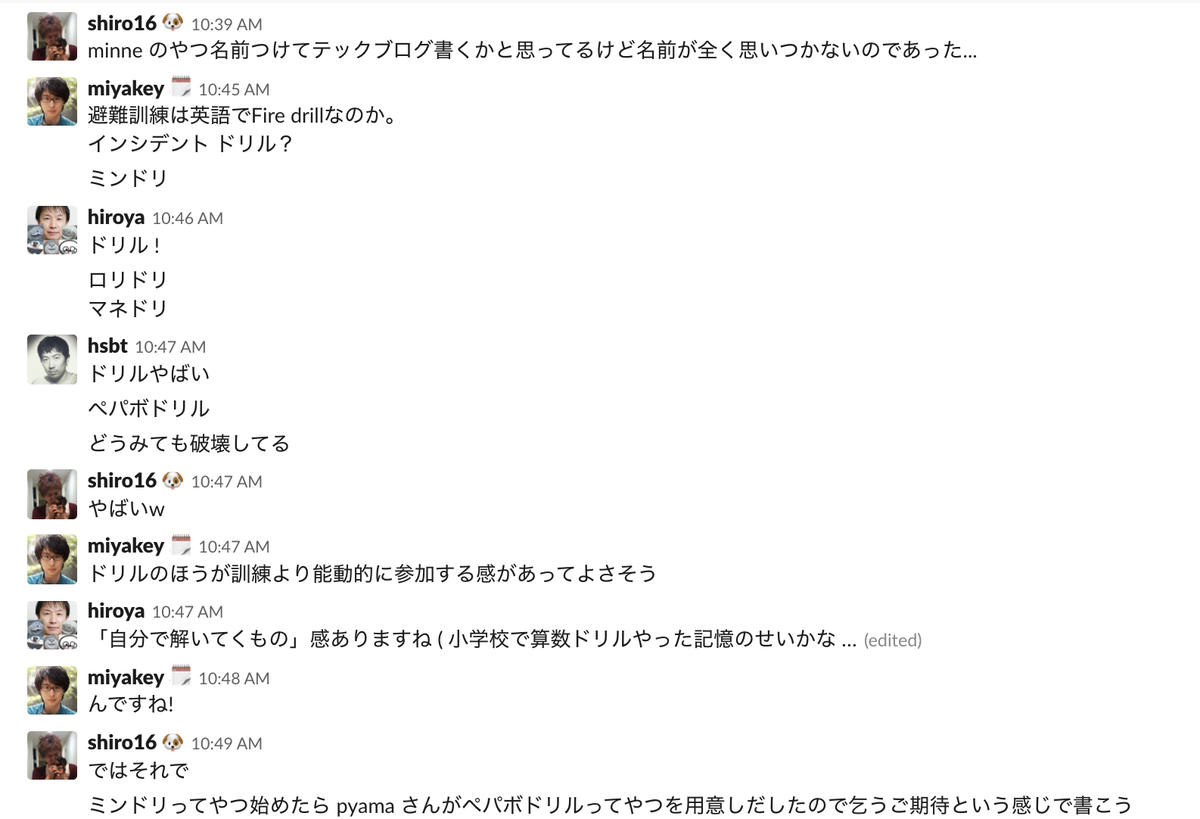 shiro16 10:39 AM
minne のやつ名前つけてテックブログ書くかと思ってるけど名前が全く思いつかないのであった...
miyakey 10:45 AM
避難訓練は英語でFire drillなのか。
インシデント ドリル？
ミンドリ
hiroya 10:46 AM
ドリル！
ロリドリ
マネドリ
hsbt 10:47 AM
ドリルやばい
ペパボドリル
どうみても破壊してる
shiro16 10:47 AM
やばいw
miyakey 10:47 AM
ドリルのほうが訓練より能動的に参加する感があってよさそう
hiroya 10:47 AM
「自分で解いてくもの」感ありますね ( 小学校で算数ドリルやった記憶のせいかな ... (edited)
miyakey 10:48 AM
んですね!
shiro16 10:49 AM
ではそれで
ミンドリってやつ始めたら pyama さんがペパボドリルってやつを用意しだしたので乞うご期待という感じで書こう